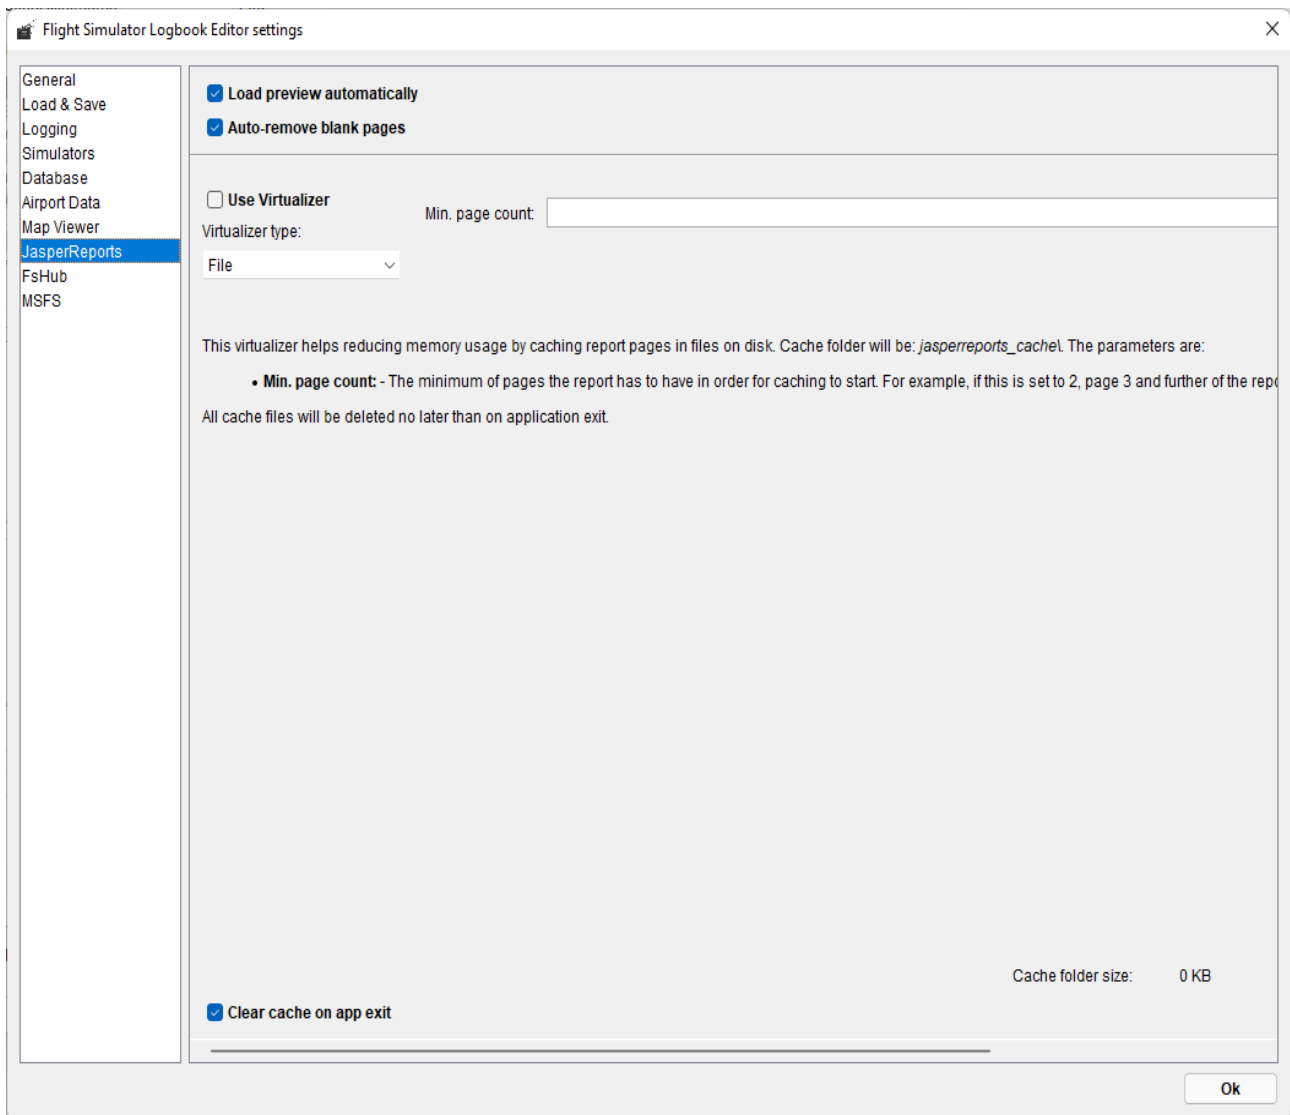 Flight Simulator Logbook Editor settings
General
Load & Save
Logging
Simulators
Database
Airport Data
Map Viewer
JasperReports
FsHub
MSFS
Load preview automatically
Auto-remove blank pages
Use Virtualizer
Min. page count:
Virtualizer type:
File
This virtualizer helps reducing memory usage by caching report pages in files on disk. Cache folder will be: jasperreports_cache\. The parameters are:
• Min. page count: - The minimum of pages the report has to have in order for caching to start. For example, if this is set to 2, page 3 and further of the
All cache files will be deleted no later than on application exit.
Cache folder size: 0 KB
Clear cache on app exit
Ok